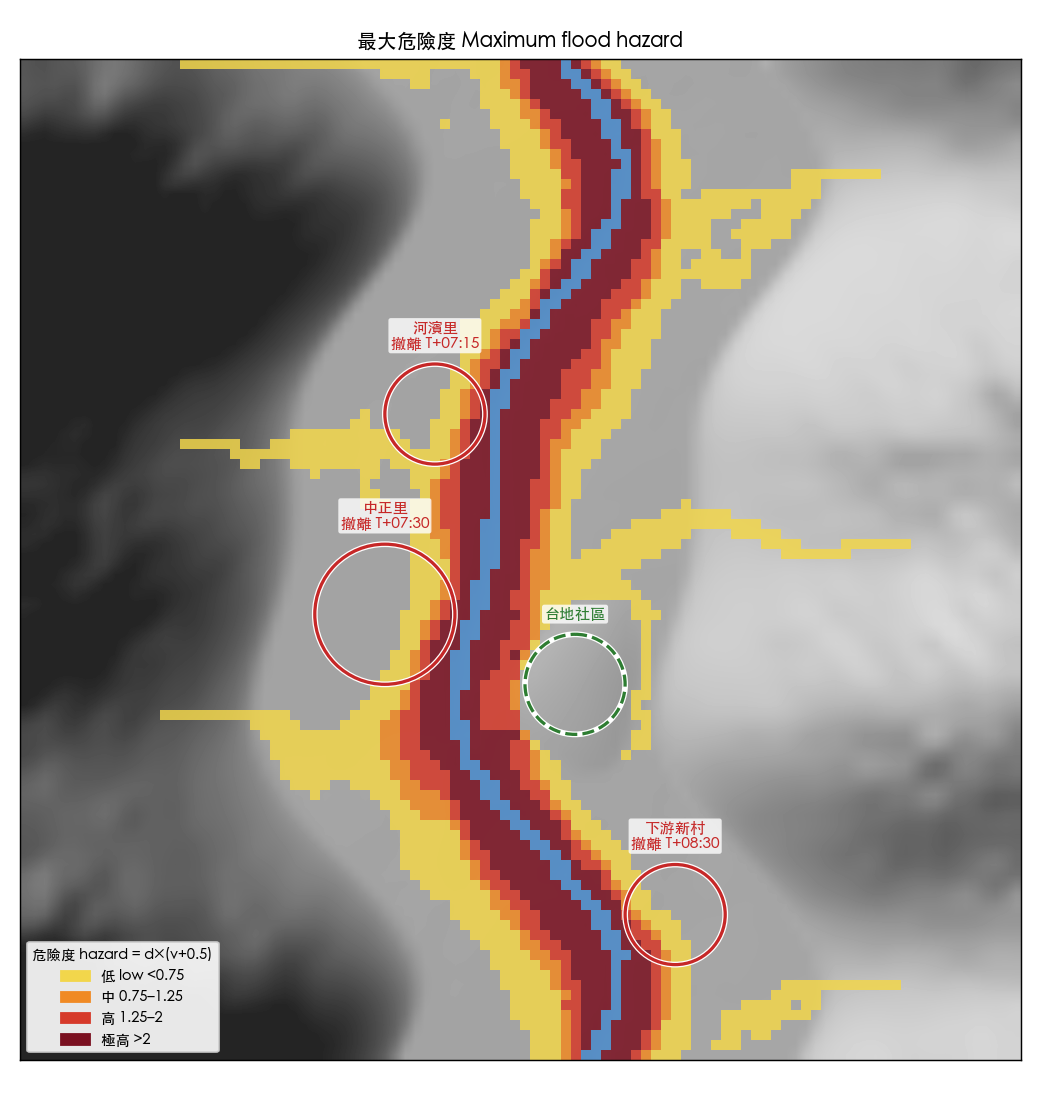 最大危險度 Maximum flood hazard
河濱里
撤離 T+07:15
中正里
撤離 T+07:30
台地社區
下游新村
撤離 T+08:30
危險度 hazard = d×(v+0.5)
低 low <0.75
中 0.75–1.25
高 1.25–2
極高 >2